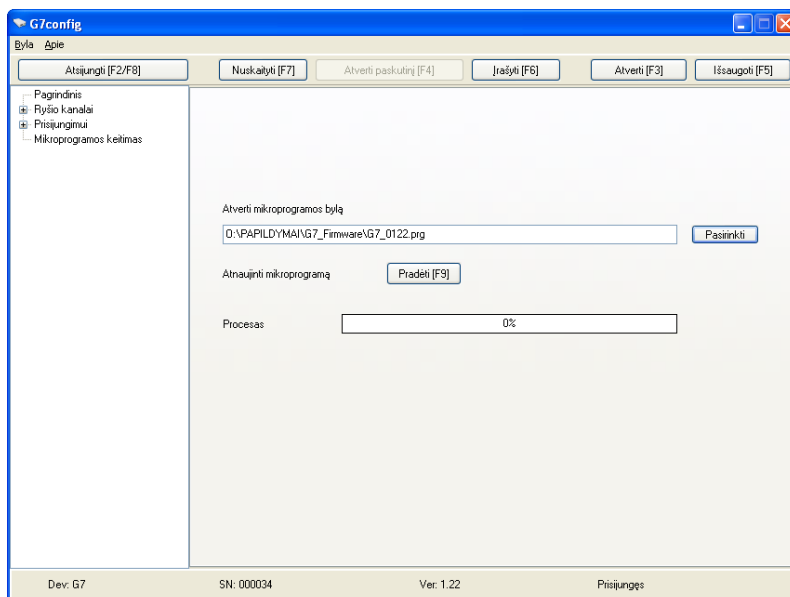 G7config
Byla Apie
Atsijungti [F2/F8] Nuskaityti [F7] Atverti paskutinį [F4] Įrašyti [F6] Atverti [F3] Išsaugoti [F5]
Pagrindinis
Ryšio kanalai
Prisijungimui
Mikroprogramos keitimas
Atverti mikroprogramos bylą
O:\PAPILDYMAI\G7_Firmware\G7_0122.prg Pasirinkti
Atnaujinti mikroprogramą Pradėti [F9]
Procesas 0%
Dev: G7 SN: 000034 Ver: 1.22 Prisijungęs